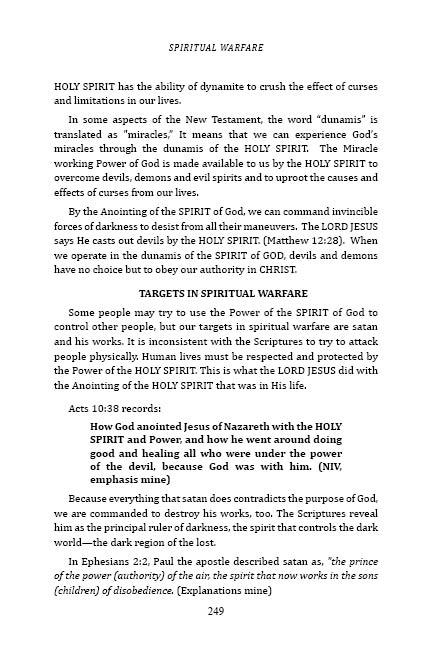 SPIRITUAL WARFARE
HOLY SPIRIT has the ability of dynamite to crush the effect of curses
and limitations in our lives.
In some aspects of the New Testament, the word “dunamis” is
translated as “miracles,” It means that we can experience God’s
miracles through the dunamis of the HOLY SPIRIT. The Miracle
working Power of God is made available to us by the HOLY SPIRIT to
overcome devils, demons and evil spirits and to uproot the causes and
effects of curses from our lives.
By the Anointing of the SPIRIT of God, we can command invincible
forces of darkness to desist from all their maneuvers. The LORD JESUS
says He casts out devils by the HOLY SPIRIT. (Matthew 12:28). When
we operate in the dunamis of the SPIRIT of GOD, devils and demons
have no choice but to obey our authority in CHRIST.
TARGETS IN SPIRITUAL WARFARE
Some people may try to use the Power of the SPIRIT of God to
control other people, but our targets in spiritual warfare are satan
and his works. It is inconsistent with the Scriptures to try to attack
people physically. Human lives must be respected and protected by
the Power of the HOLY SPIRIT. This is what the LORD JESUS did with
the Anointing of the HOLY SPIRIT that was in His life.
Acts 10:38 records:
How God anointed Jesus of Nazareth with the HOLY
SPIRIT and Power, and how he went around doing
good and healing all who were under the power
of the devil, because God was with him. (NIV,
emphasis mine)
Because everything that satan does contradicts the purpose of God,
we are commanded to destroy his works, too. The Scriptures reveal
him as the principal ruler of darkness, the spirit that controls the dark
world—the dark region of the lost.
In Ephesians 2:2, Paul the apostle described satan as, “the prince
of the power (authority) of the air, the spirit that now works in the sons
(children) of disobedience. (Explanations mine)
249